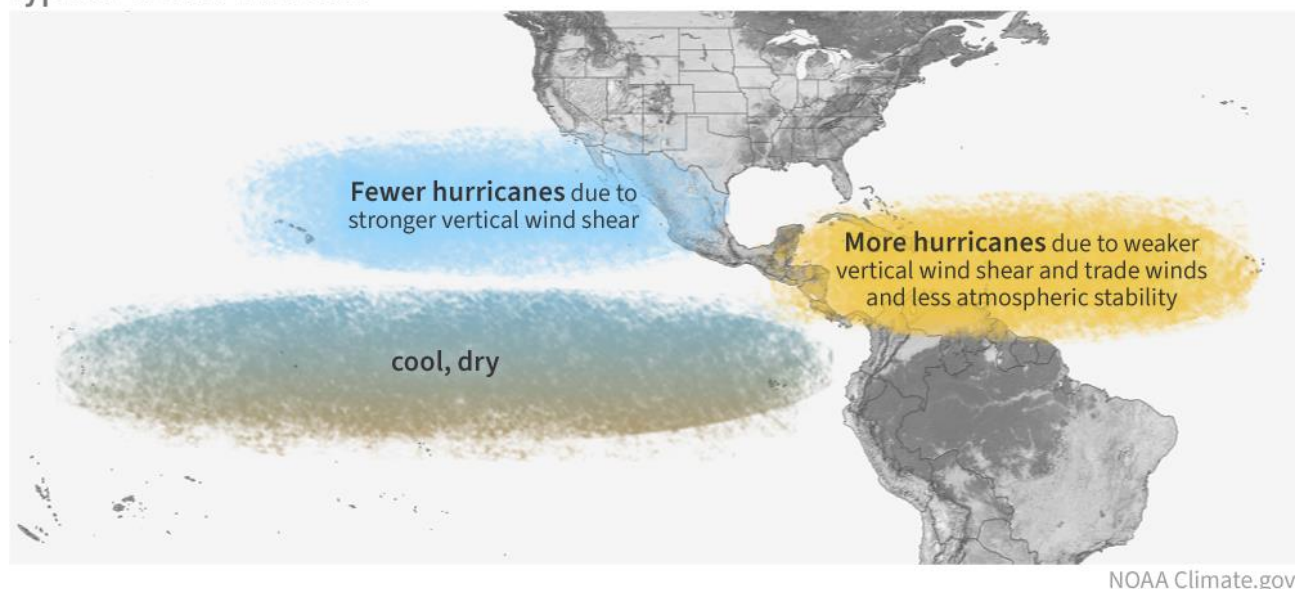 Fewer hurricanes due to
stronger vertical wind shear
More hurricanes due to weaker
vertical wind shear and trade winds
and less atmospheric stability
cool, dry
NOAA Climate.gov